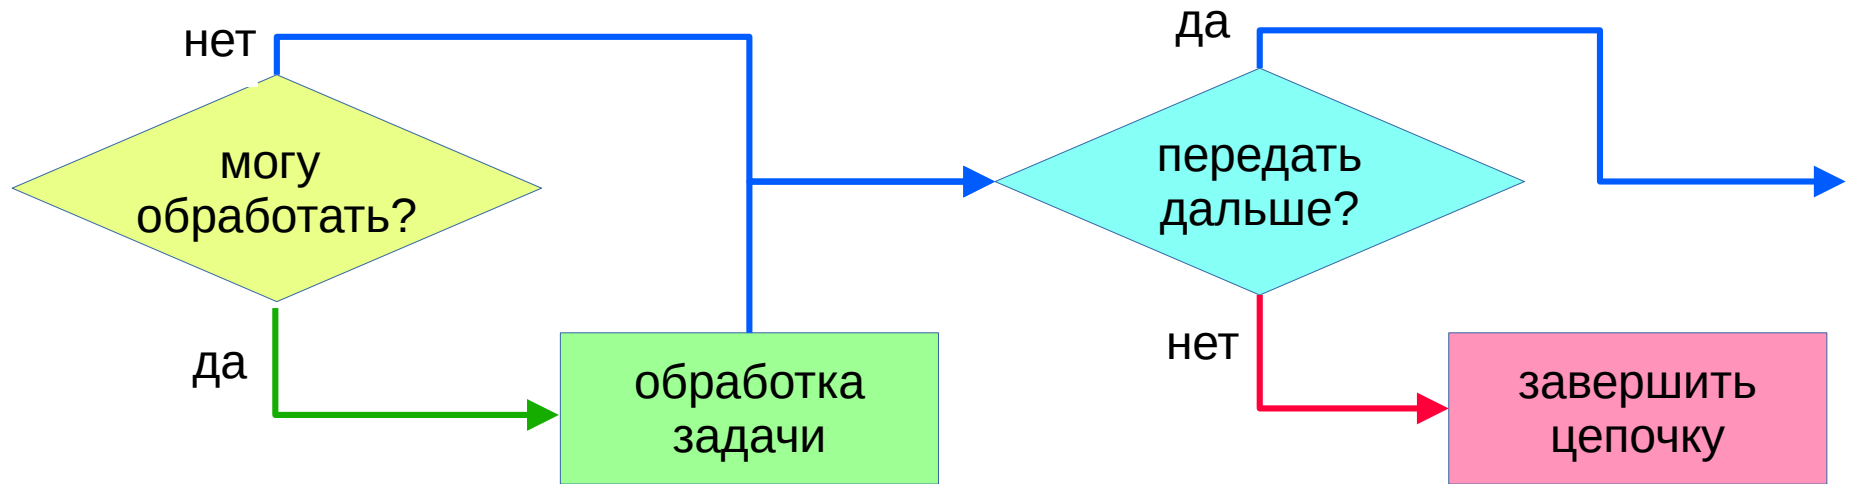 нет
могу
обработать?
да
обработка
задачи
да
передать
дальше?
нет
завершить
цепочку